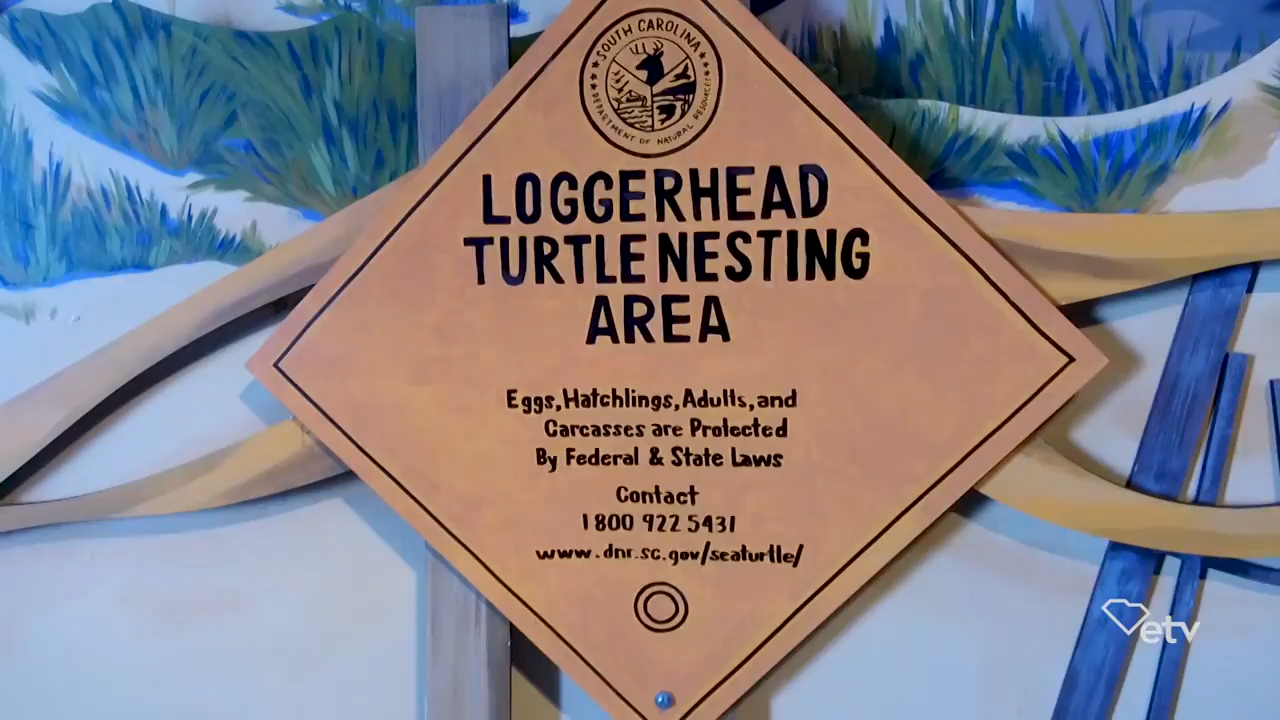 SOUTH CAROLINA
DEPARTMENT OF NATURAL RESOURCES
LOGGERHEAD
TURTLE NESTING
AREA
Eggs, Hatchlings, Adults, and
Carcasses are Protected
By Federal & State Laws
Contact
1 800 922 5431
www.dnr.sc.gov/seaturtle/
etv